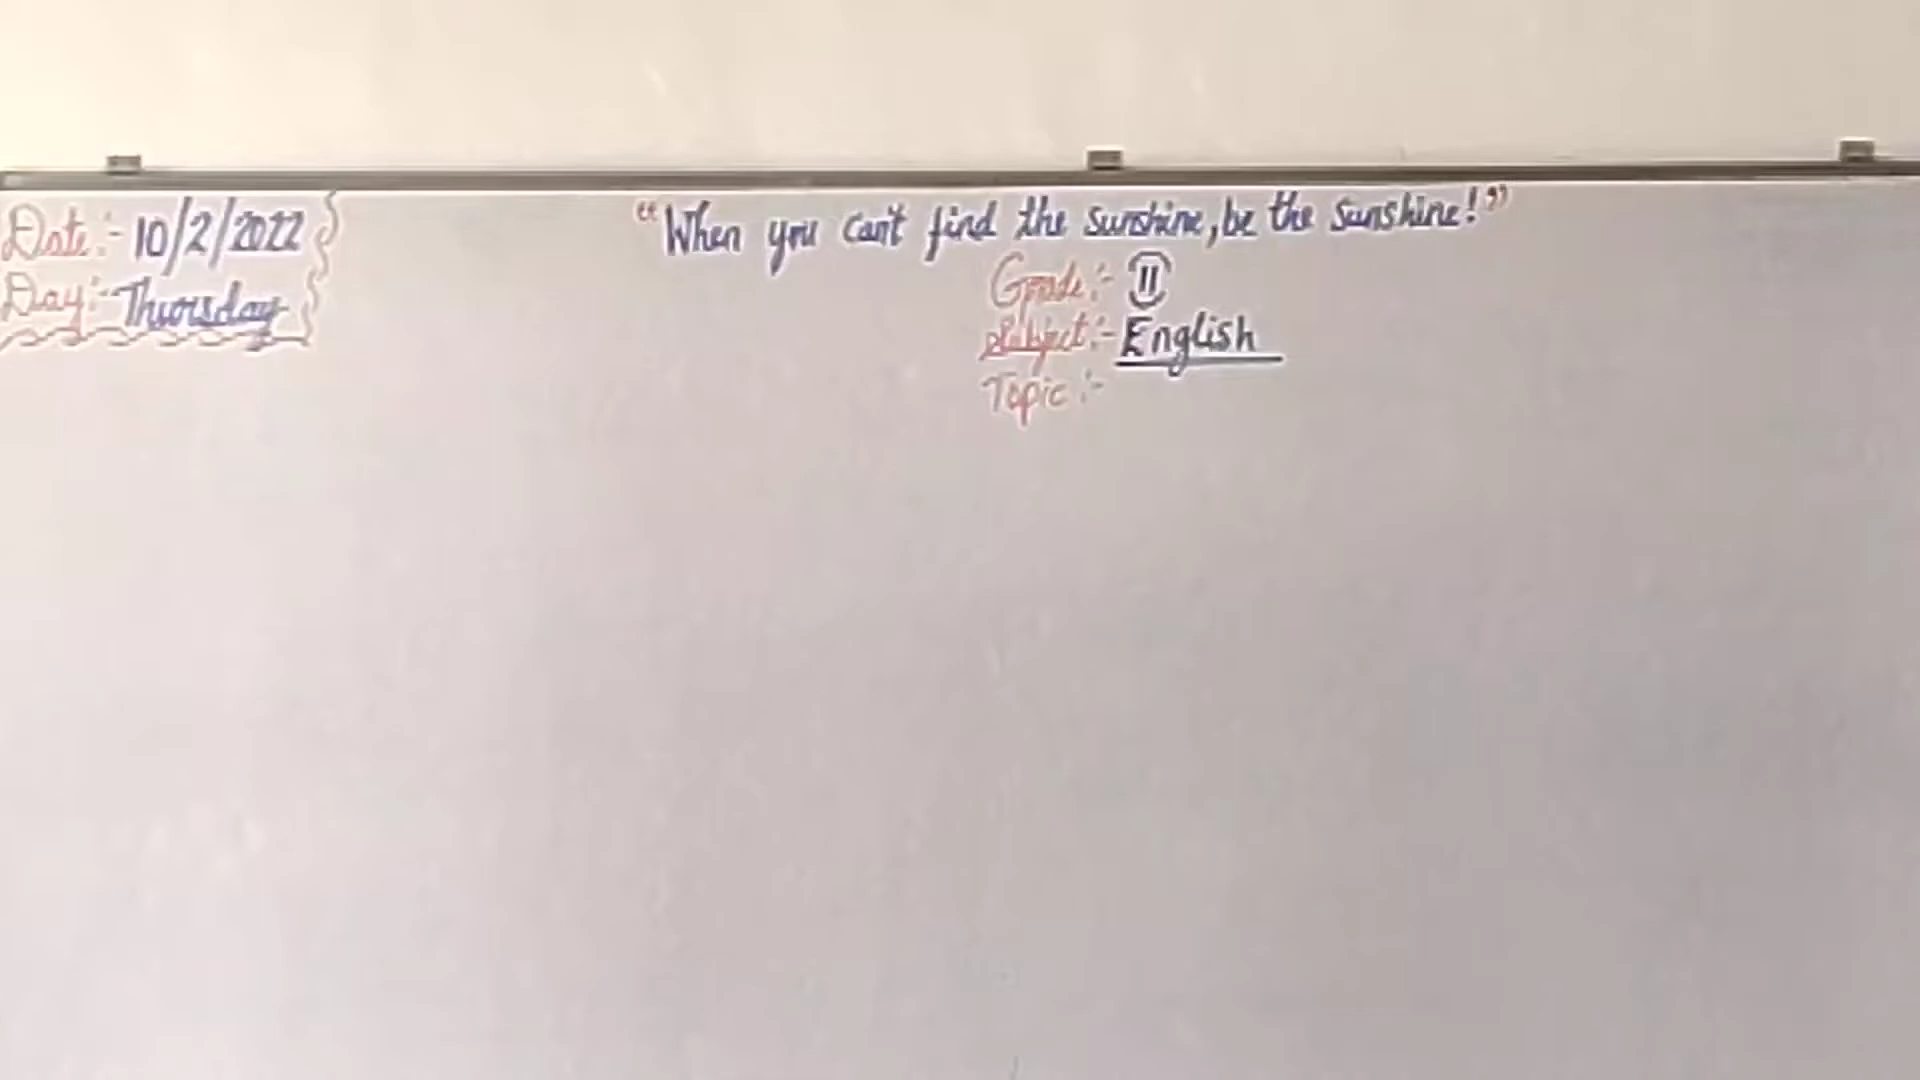 Date:- 10/2/2022
Day:- Thursday
"When you can't find the sunshine, be the sunshine!"
Grade:- II
Subject:- English
Topic:-